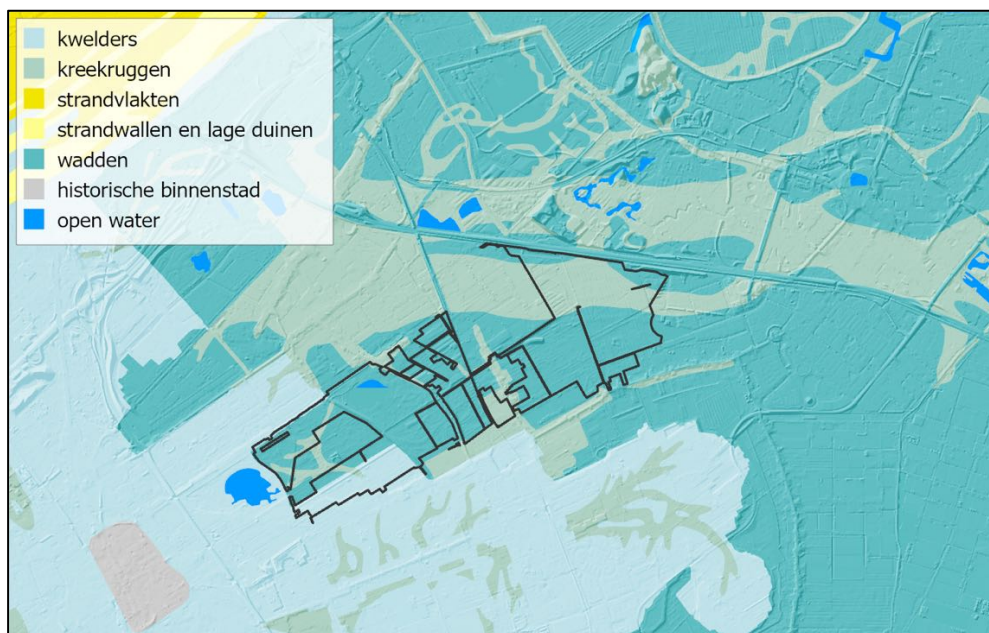 kwelders
kreekruggen
strandvlakten
strandwallen en lage duinen
wadden
historische binnenstad
open water